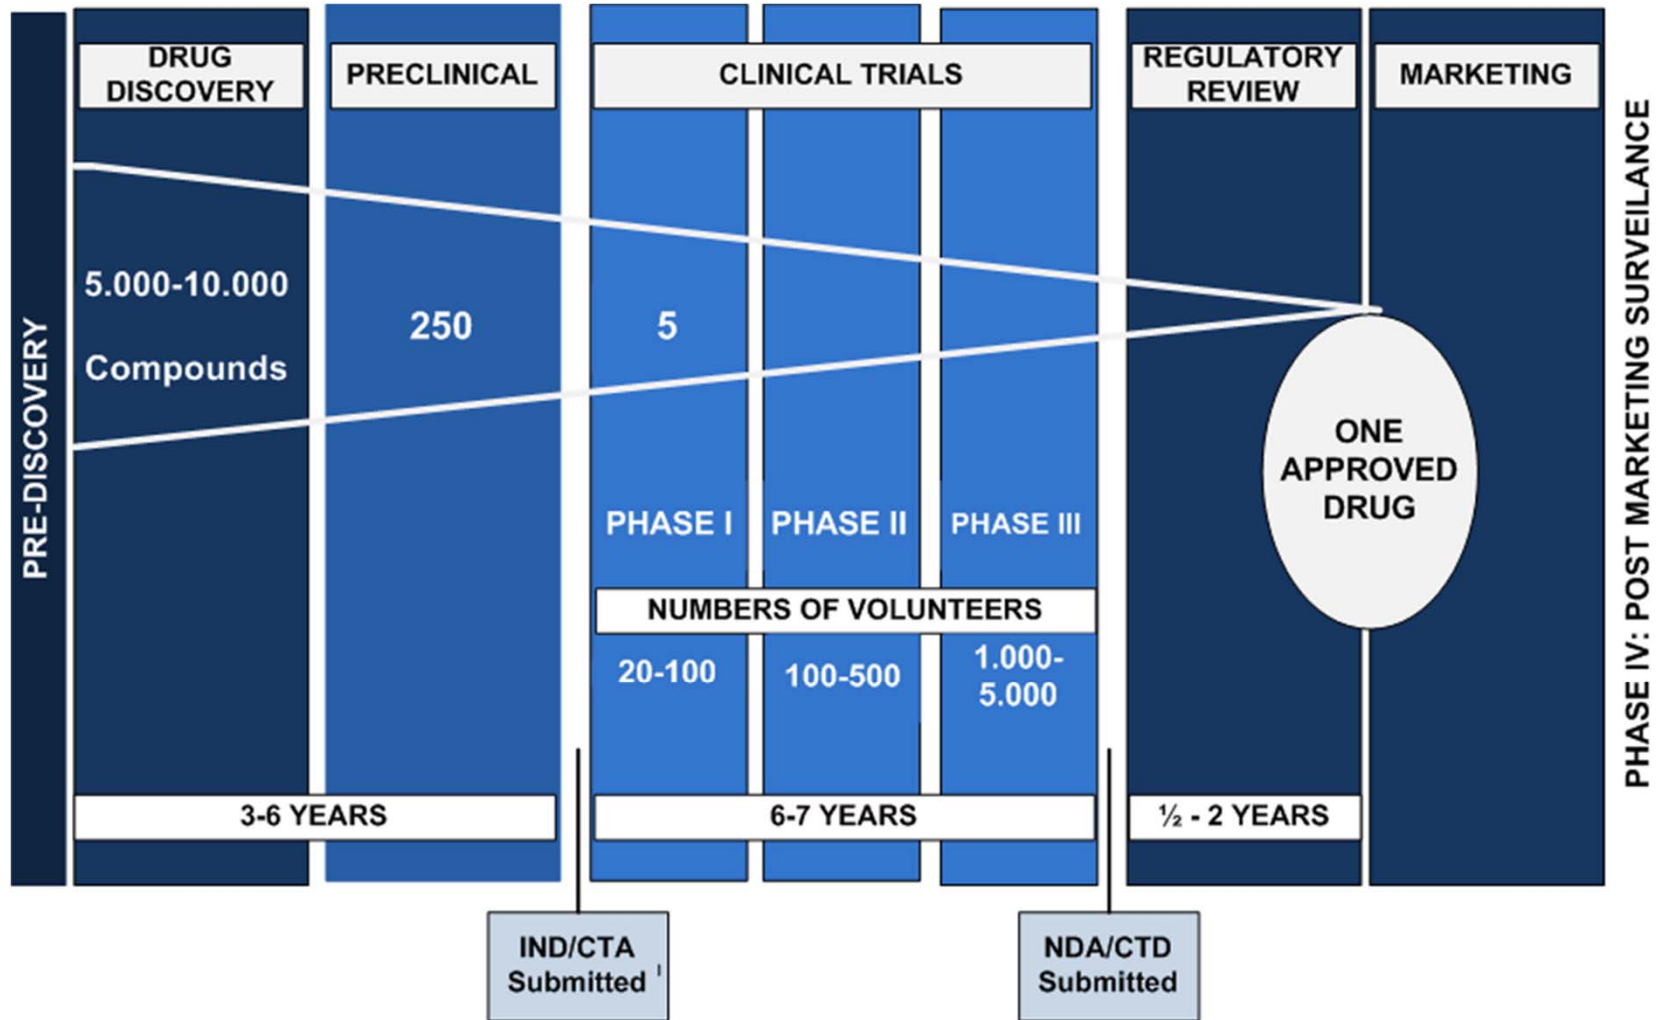 PRE-DISCOVERY
DRUG
DISCOVERY
5.000-10.000
Compounds
PRECLINICAL
250
3-6 YEARS
CLINICAL TRIALS
5
PHASE I
PHASE II
PHASE III
NUMBERS OF VOLUNTEERS
20-100
100-500
1.000-
5.000
6-7 YEARS
REGULATORY
REVIEW
½ - 2 YEARS
MARKETING
ONE
APPROVED
DRUG
PHASE IV: POST MARKETING SURVEILANCE
IND/CTA
Submitted
NDA/CTD
Submitted